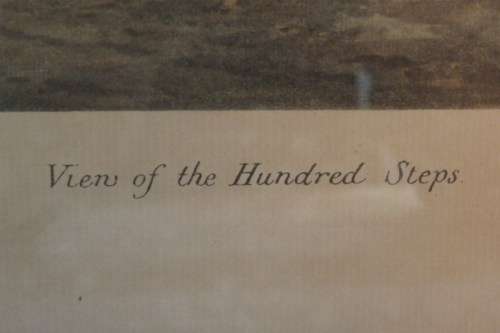 View of the Hundred Steps.